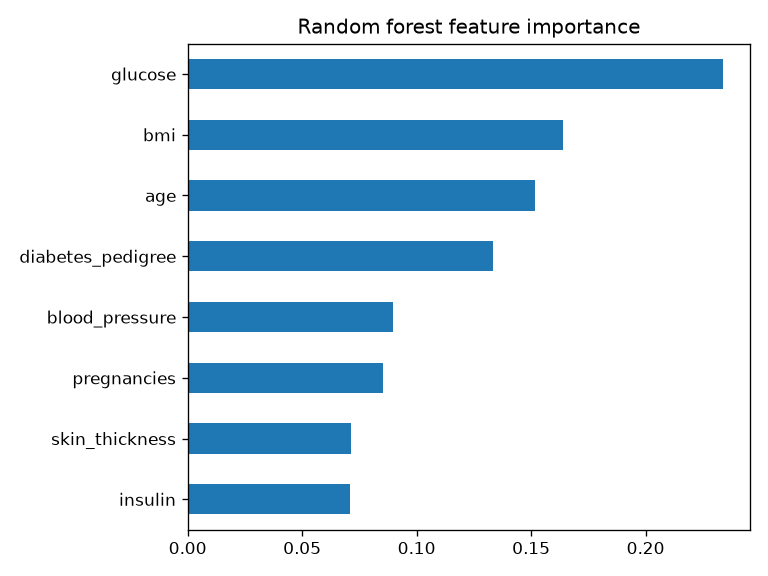 Random forest feature importance
glucose
bmi
age
diabetes_pedigree
blood_pressure
pregnancies
skin_thickness
insulin
0.00 0.05 0.10 0.15 0.20